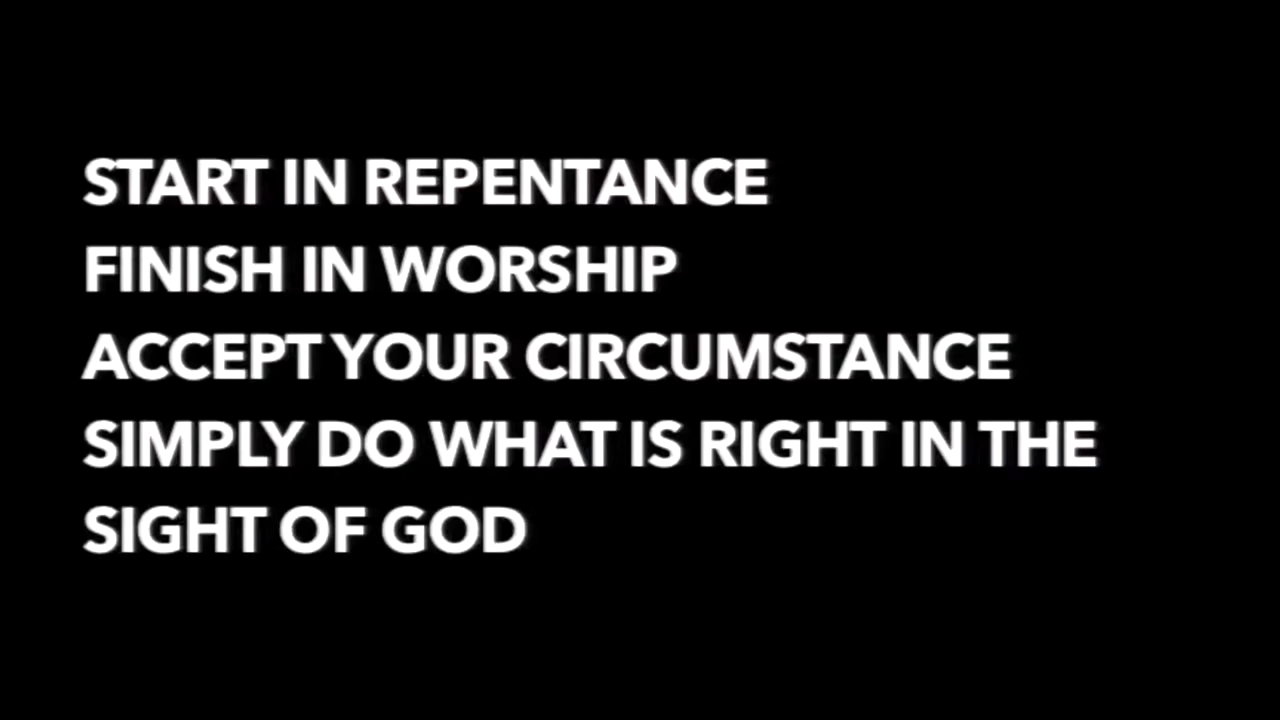 START IN REPENTANCE
FINISH IN WORSHIP
ACCEPT YOUR CIRCUMSTANCE
SIMPLY DO WHAT IS RIGHT IN THE
SIGHT OF GOD